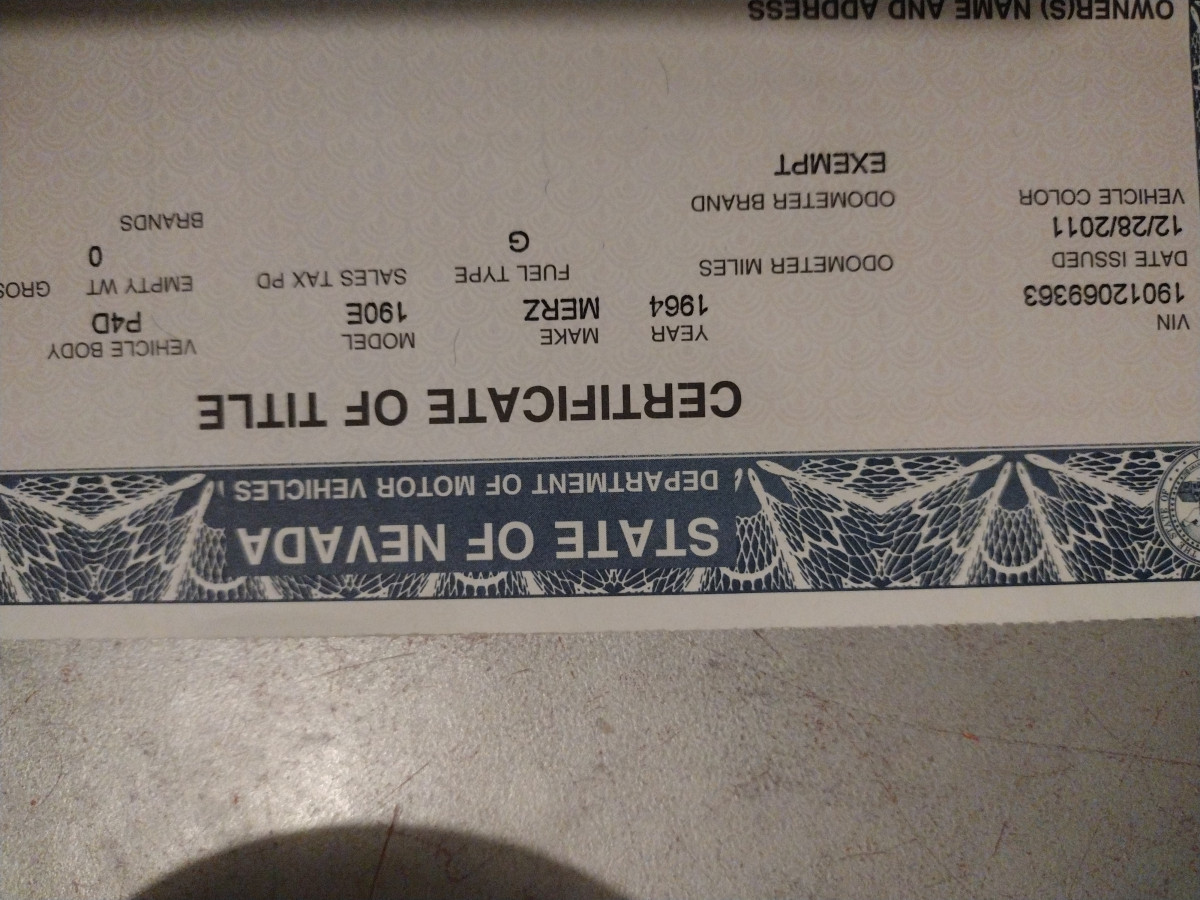 STATE OF NEVADA
DEPARTMENT OF MOTOR VEHICLES
CERTIFICATE OF TITLE
VIN YEAR MAKE MODEL VEHICLE BODY
19012069363 1964 MERZ 190E P4D
DATE ISSUED ODOMETER MILES FUEL TYPE SALES TAX PD EMPTY WT GROS
12/28/2011 G 0
VEHICLE COLOR ODOMETER BRAND BRANDS
EXEMPT
OWNER(S) NAME AND ADDRESS